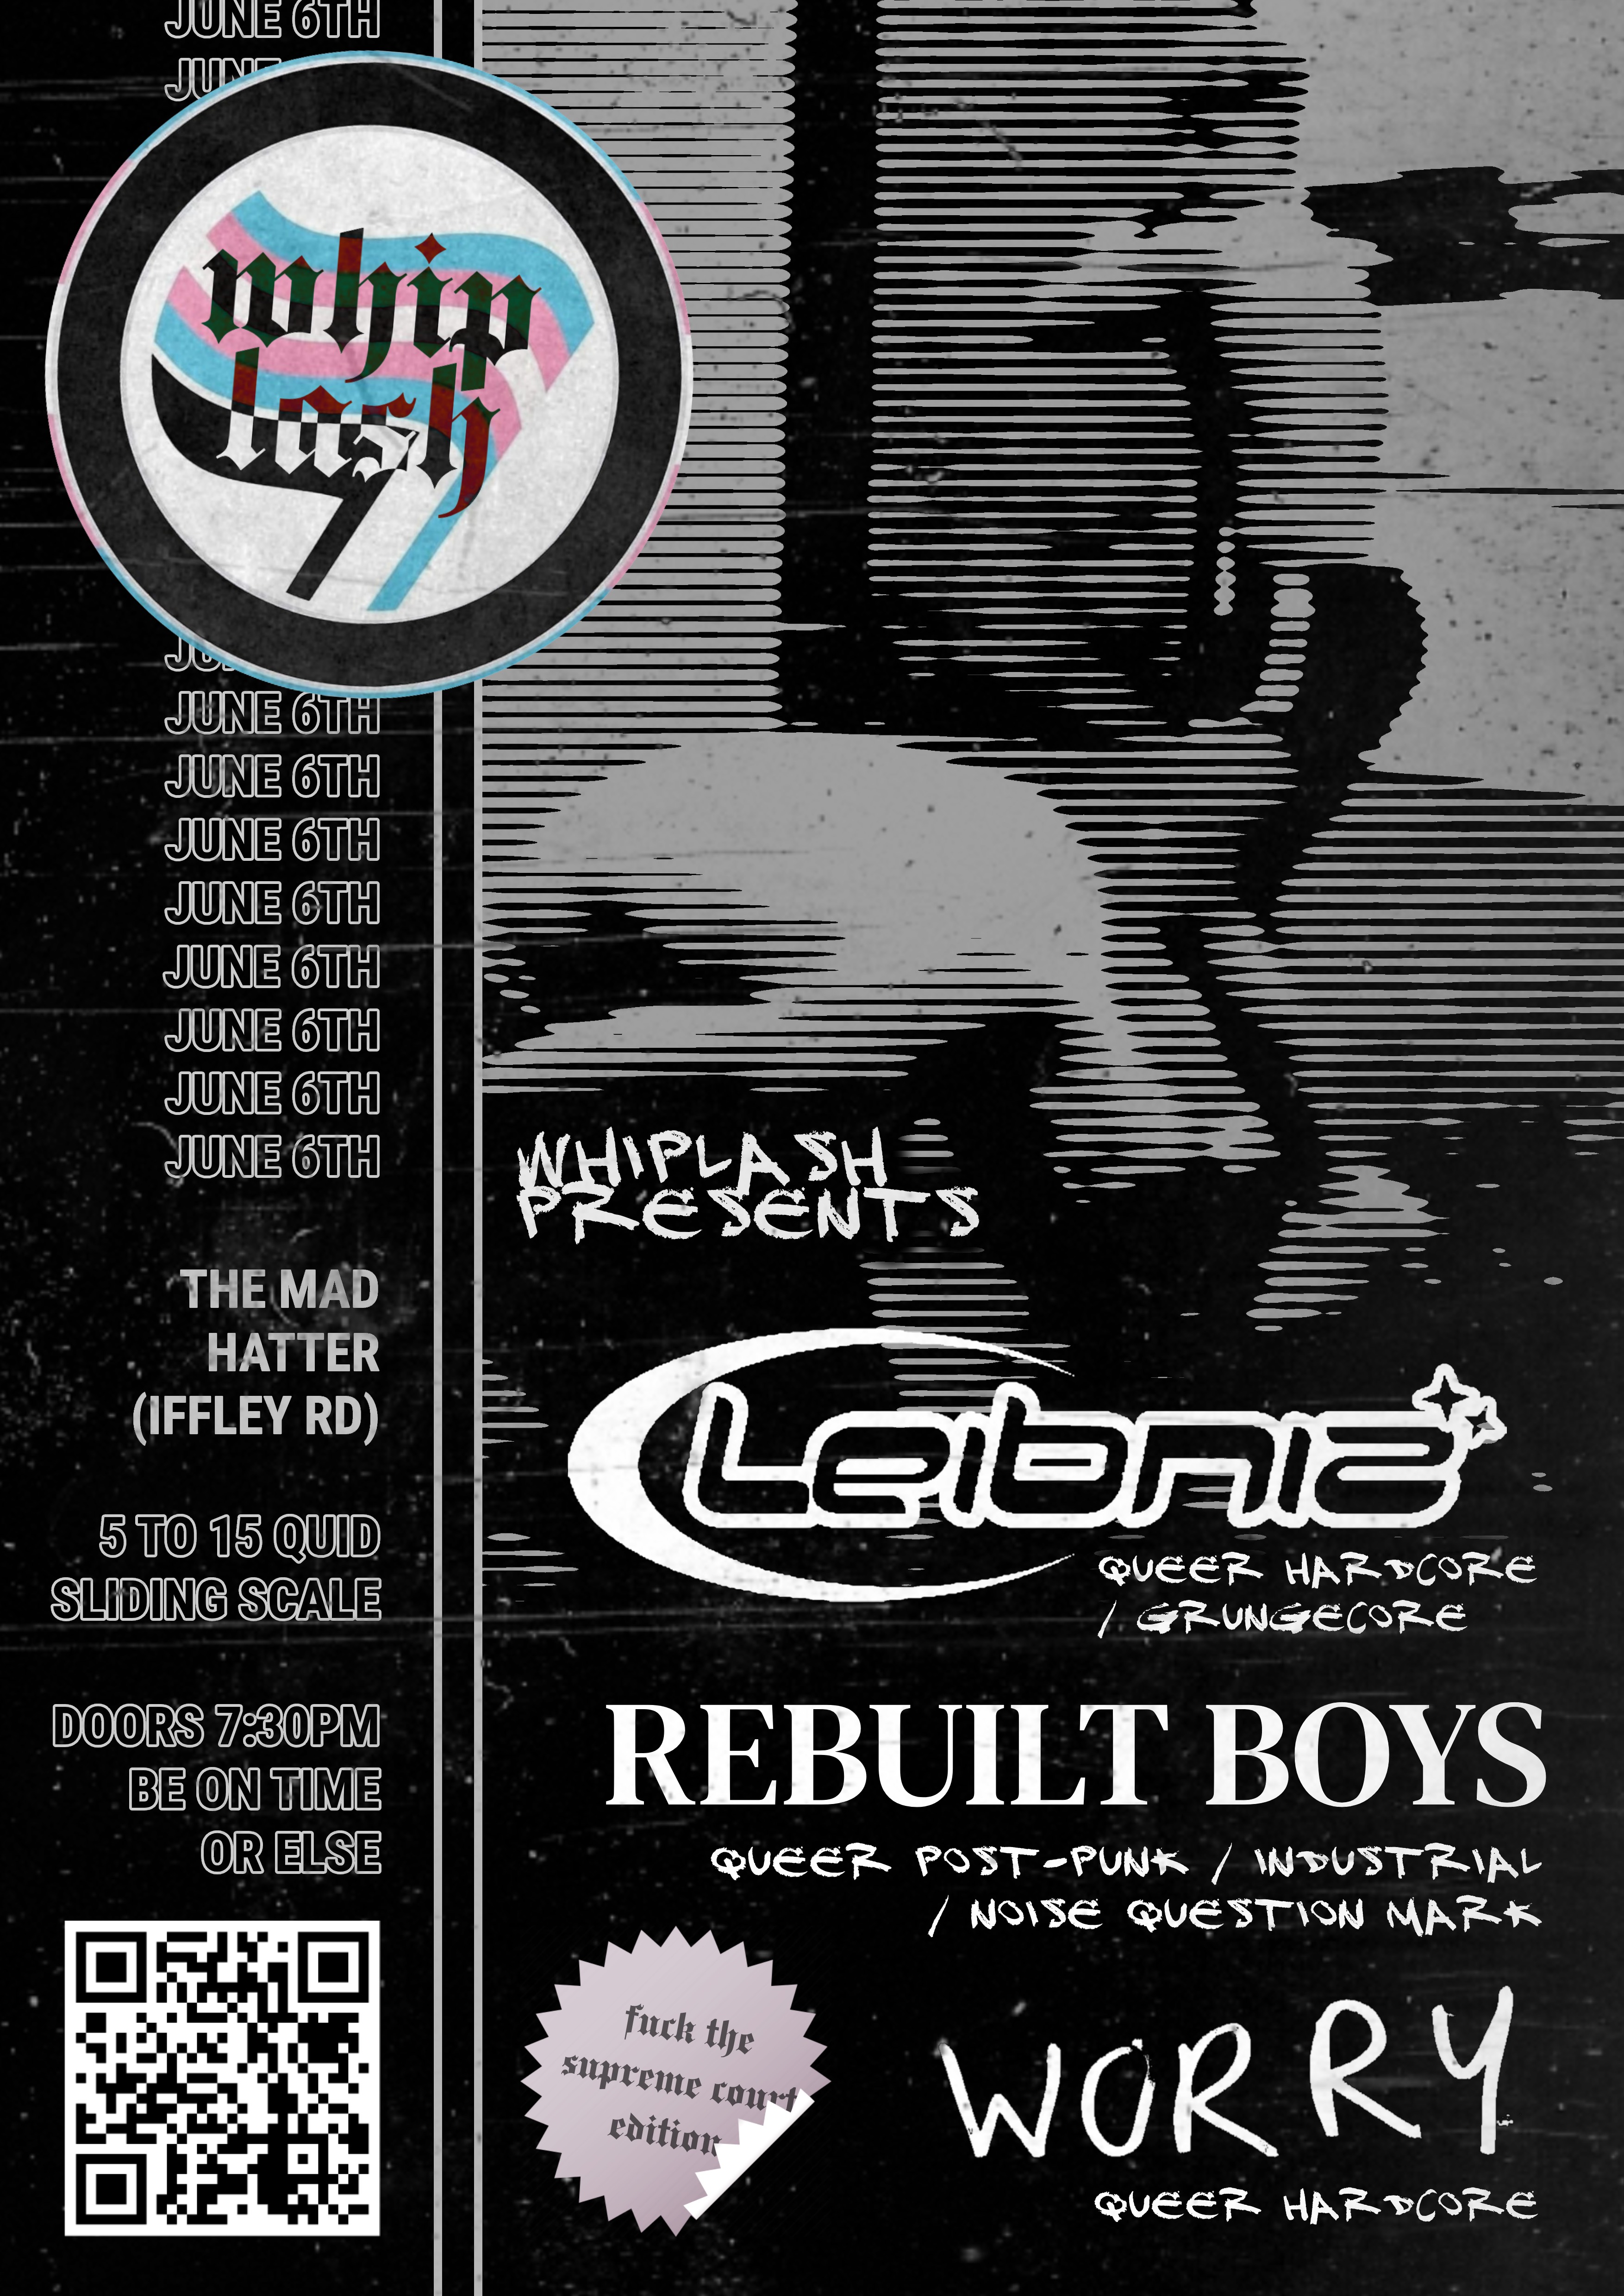 JUNE 6TH
JUNE
whip
lash
JUNE 6TH
JUNE 6TH
JUNE 6TH
JUNE 6TH
JUNE 6TH
JUNE 6TH
JUNE 6TH
JUNE 6TH
THE MAD
HATTER
(IFFLEY RD)
5 TO 15 QUID
SLIDING SCALE
DOORS 7:30PM
BE ON TIME
OR ELSE
WHIPLASH
PRESENTS
Leibniz
QUEER HARDCORE
/ GRUNGECORE
REBUILT BOYS
QUEER POST-PUNK / INDUSTRIAL
/ NOISE QUESTION MARK
fuck the
supreme court
edition
WORRY
QUEER HARDCORE